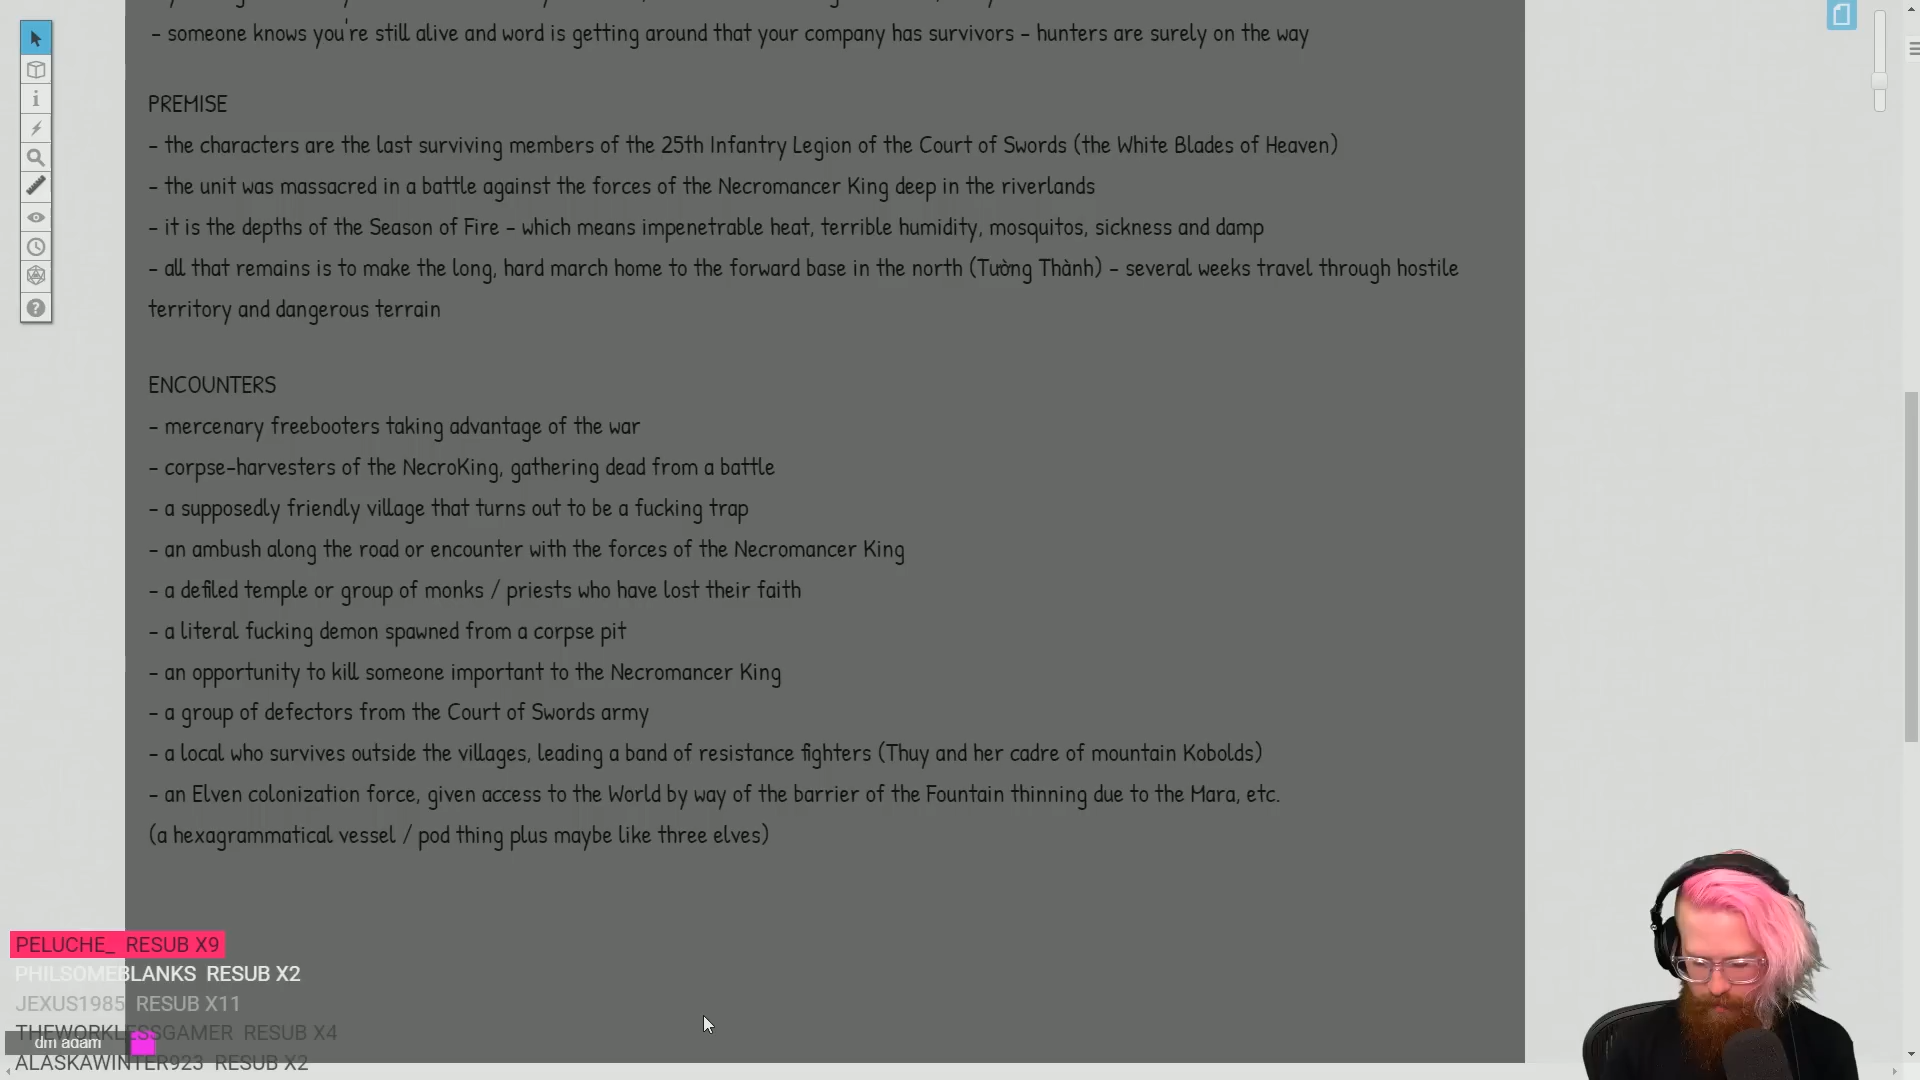 - someone knows you're still alive and word is getting around that your company has survivors - hunters are surely on the way
PREMISE
- the characters are the last surviving members of the 25th Infantry Legion of the Court of Swords (the White Blades of Heaven)
- the unit was massacred in a battle against the forces of the Necromancer King deep in the riverlands
- it is the depths of the Season of Fire - which means impenetrable heat, terrible humidity, mosquitos, sickness and damp
- all that remains is to make the long, hard march home to the forward base in the north (Tường Thành) - several weeks travel through hostile
territory and dangerous terrain
ENCOUNTERS
- mercenary freebooters taking advantage of the war
- corpse-harvesters of the NecroKing, gathering dead from a battle
- a supposedly friendly village that turns out to be a fucking trap
- an ambush along the road or encounter with the forces of the Necromancer King
- a defiled temple or group of monks / priests who have lost their faith
- a literal fucking demon spawned from a corpse pit
- an opportunity to kill someone important to the Necromancer King
- a group of defectors from the Court of Swords army
- a local who survives outside the villages, leading a band of resistance fighters (Thuy and her cadre of mountain Kobolds)
- an Elven colonization force, given access to the World by way of the barrier of the Fountain thinning due to the Mara, etc.
(a hexagrammatical vessel / pod thing plus maybe like three elves)
PELUCHE_ RESUB X9
PHILSOMEBLANKS RESUB X2
JEXUS1985 RESUB X11
THEWORKLESSGAMER RESUB X4
dm adam
ALASKAWINTER923 RESUB X2